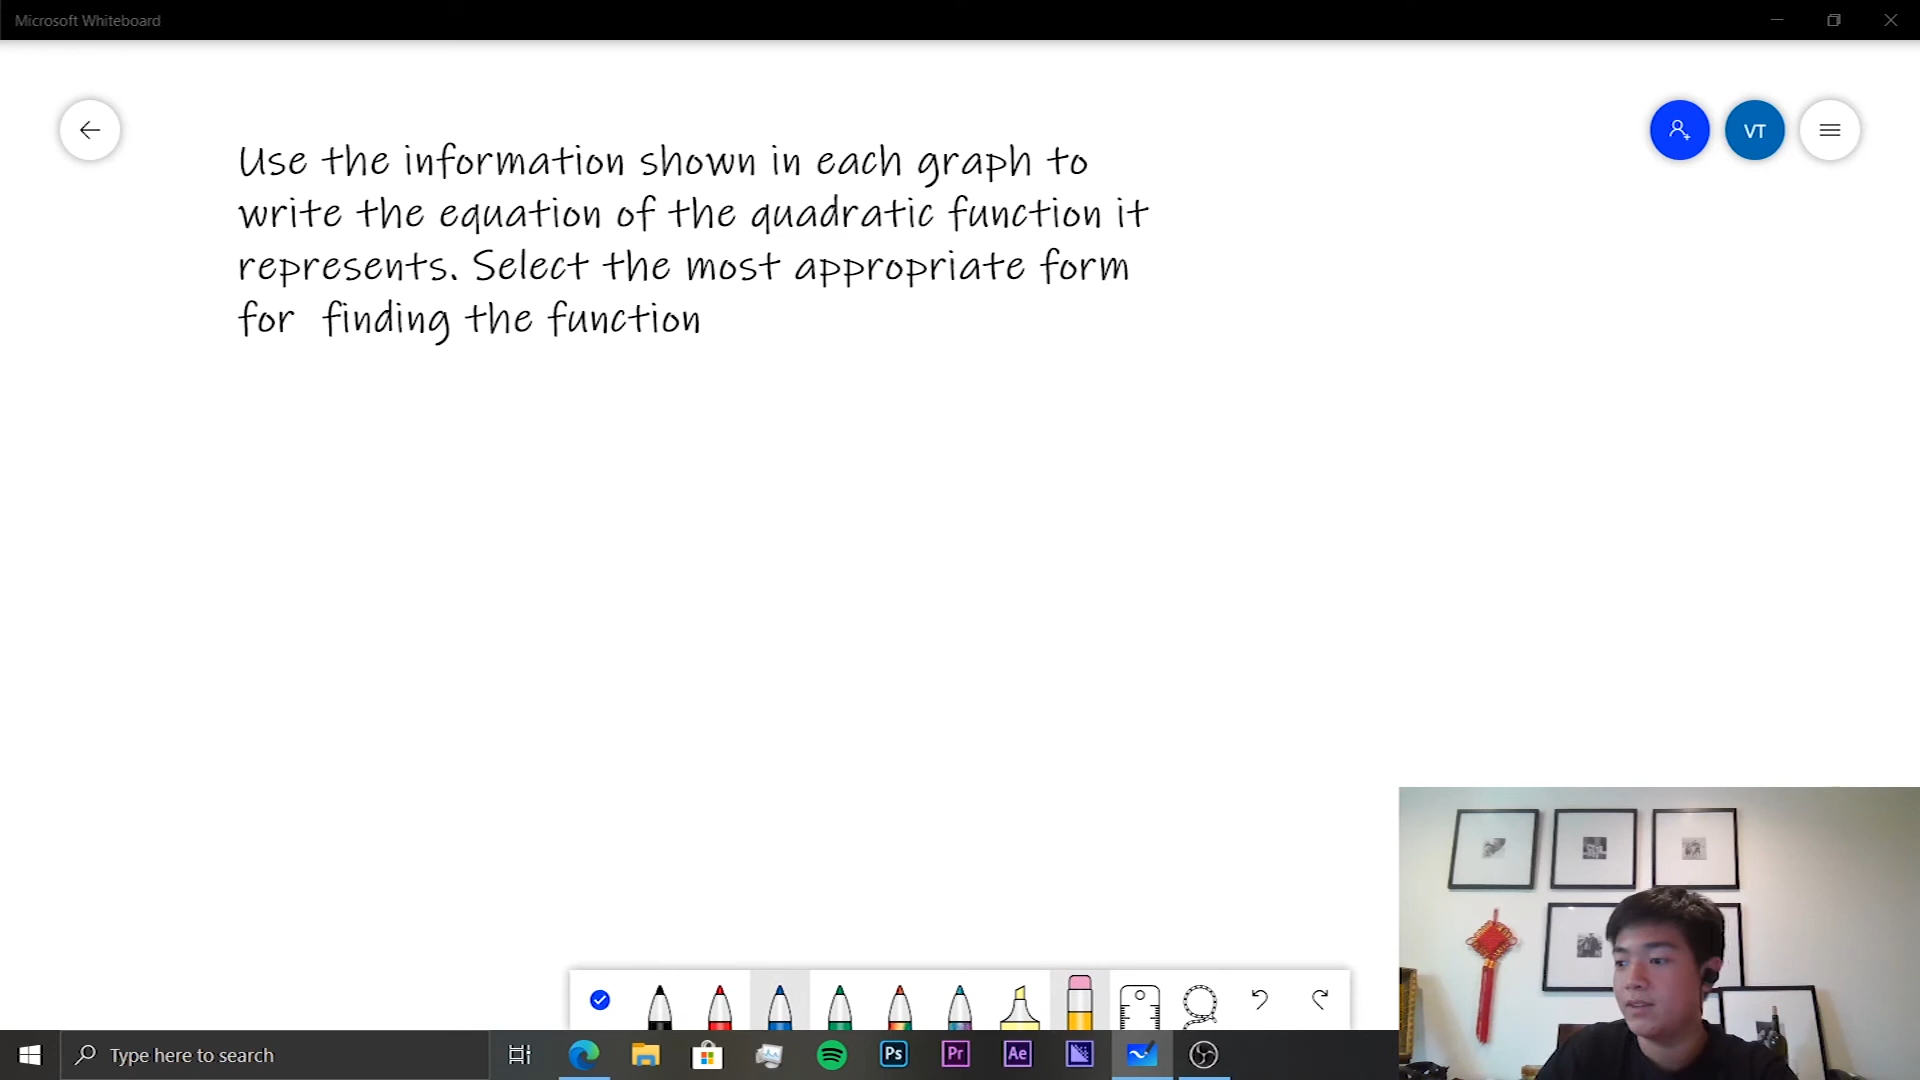 Microsoft Whiteboard
VT
Use the information shown in each graph to
write the equation of the quadratic function it
represents. Select the most appropriate form
for finding the function
Type here to search
Ps
Pr
Ae